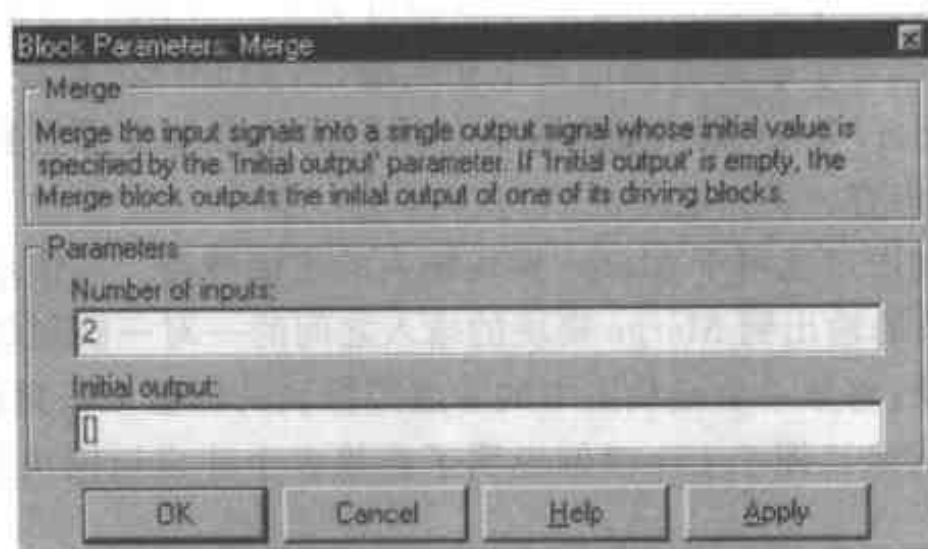 Block Parameters: Merge
Merge
Merge the input signals into a single output signal whose initial value is
specified by the 'Initial output' parameter. If 'Initial output' is empty, the
Merge block outputs the initial output of one of its driving blocks.
Parameters
Number of inputs:
2
Initial output:
[]
OK Cancel Help Apply